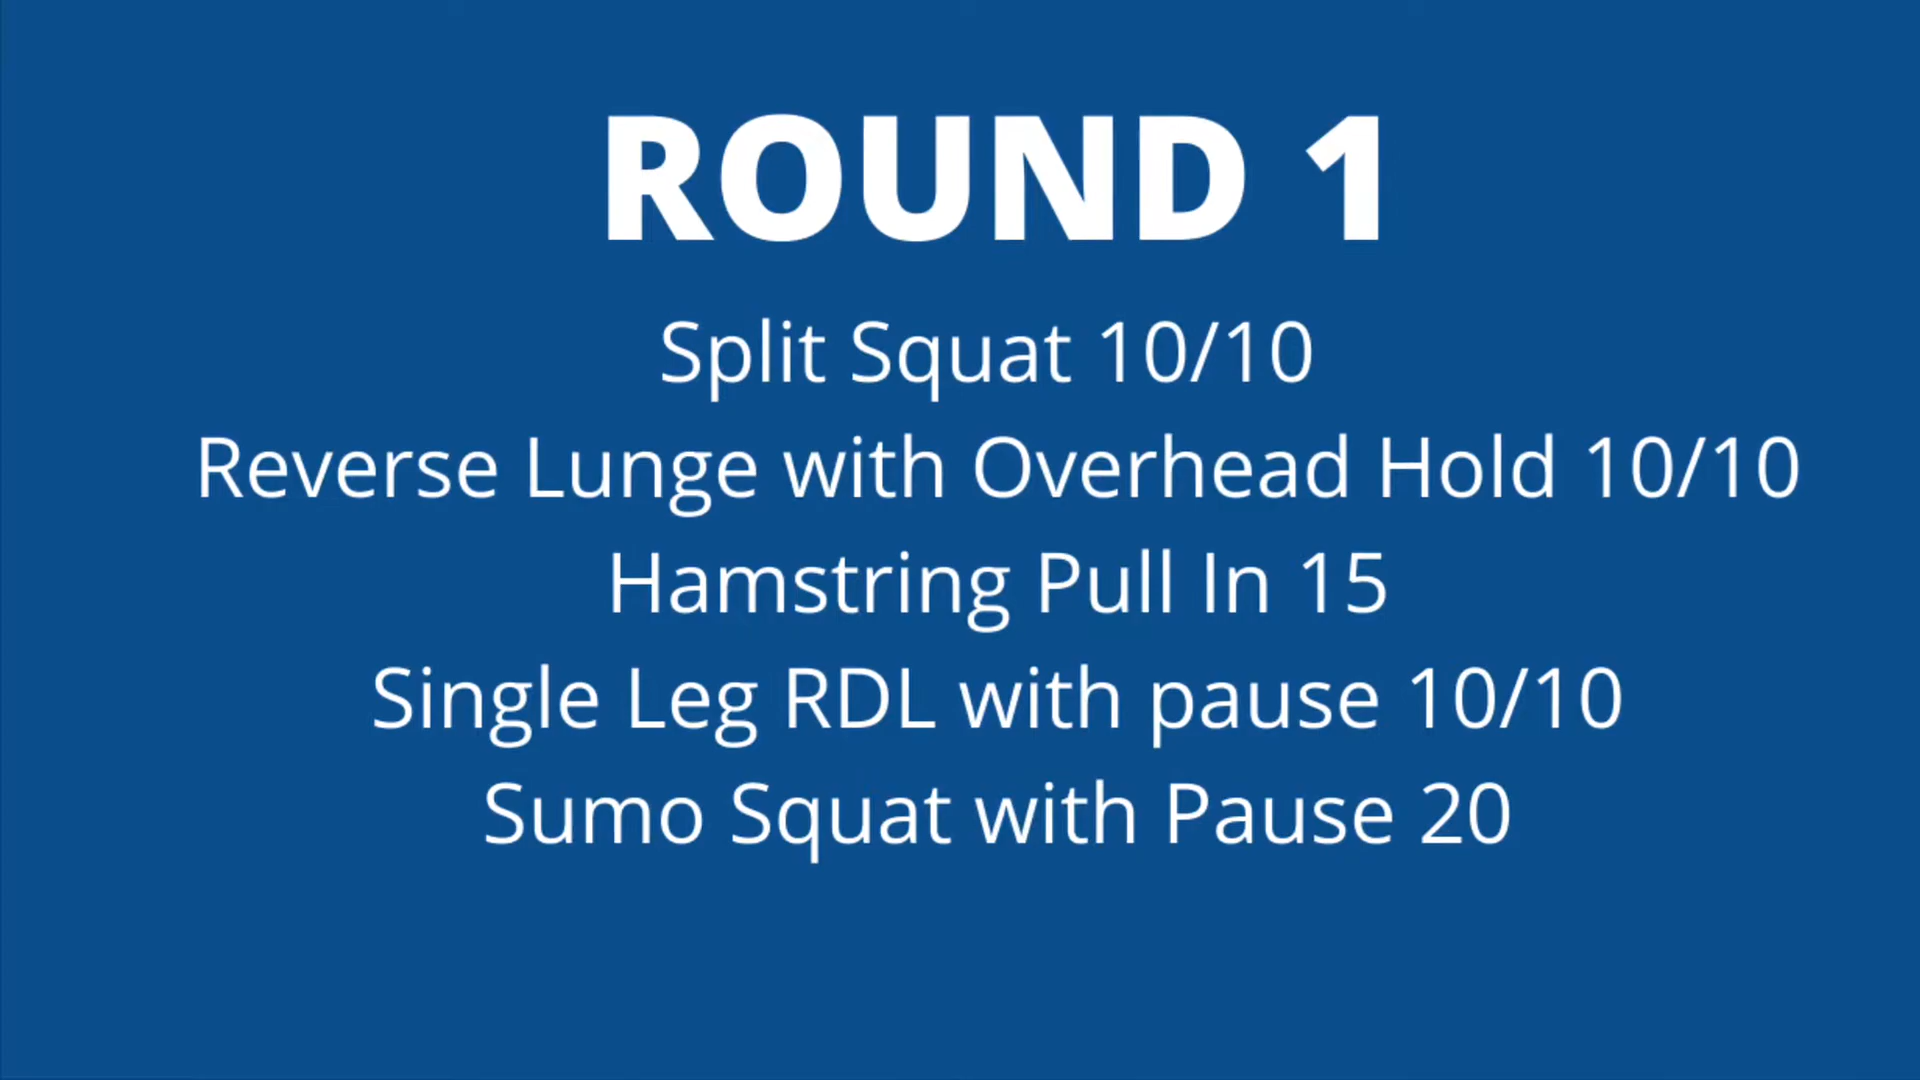 ROUND 1
Split Squat 10/10
Reverse Lunge with Overhead Hold 10/10
Hamstring Pull In 15
Single Leg RDL with pause 10/10
Sumo Squat with Pause 20